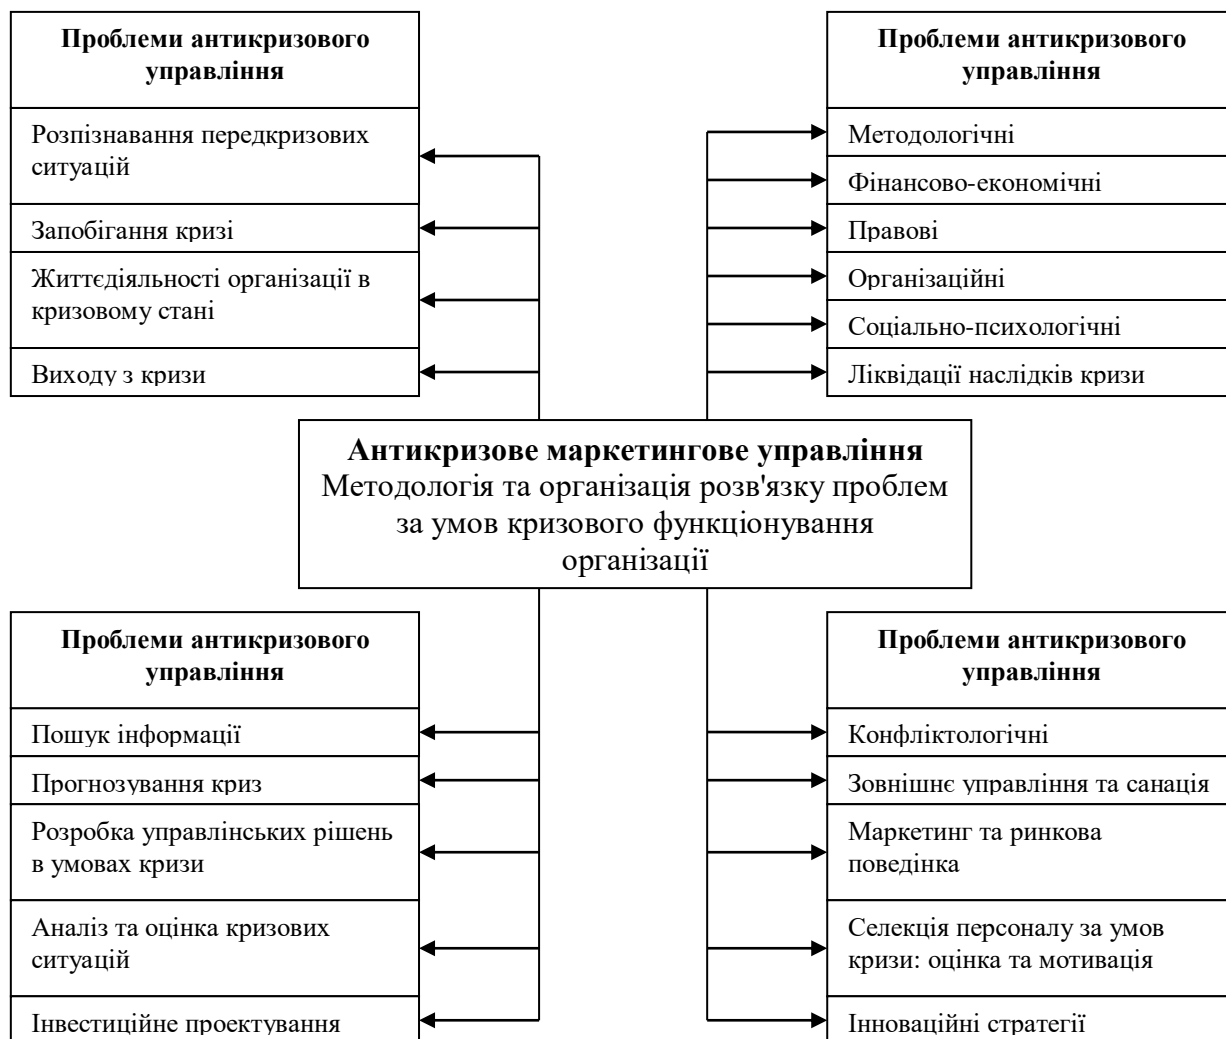 Проблеми антикризового
управління
Розпізнавання передкризових
ситуацій
Запобігання кризі
Життєдіяльності організації в
кризовому стані
Виходу з кризи
Проблеми антикризового
управління
Методологічні
Фінансово-економічні
Правові
Організаційні
Соціально-психологічні
Ліквідації наслідків кризи
Антикризове маркетингове управління
Методологія та організація розв'язку проблем
за умов кризового функціонування
організації
Проблеми антикризового
управління
Пошук інформації
Прогнозування криз
Розробка управлінських рішень
в умовах кризи
Аналіз та оцінка кризових
ситуацій
Інвестиційне проектування
Проблеми антикризового
управління
Конфліктологічні
Зовнішнє управління та санація
Маркетинг та ринкова
поведінка
Селекція персоналу за умов
кризи: оцінка та мотивація
Інноваційні стратегії